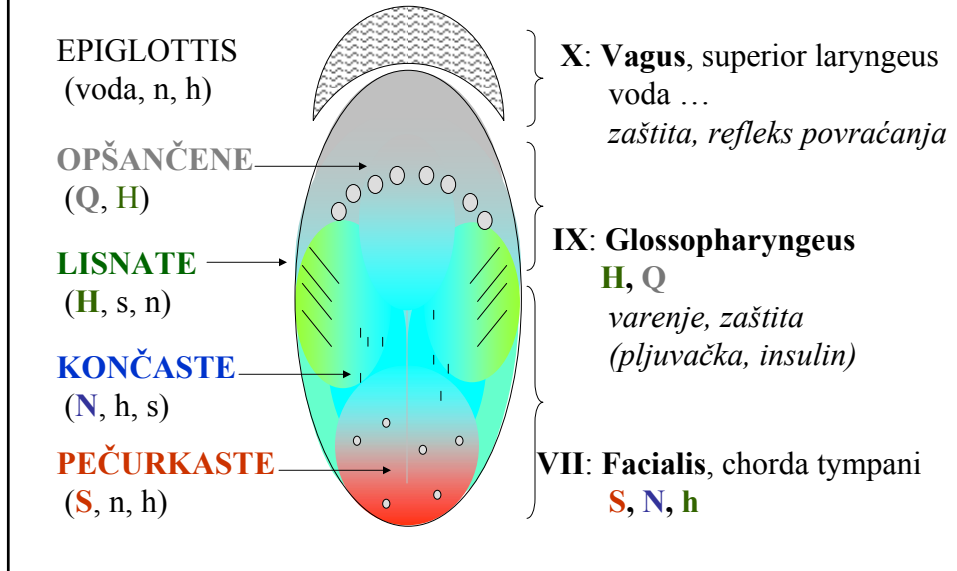 EPIGLOTTIS
(voda, n, h)
OPŠANČENE
(Q, H)
LISNATE
(H, s, n)
KONČASTE
(N, h, s)
PEČURKASTE
(S, n, h)
X: Vagus, superior laryngeus
voda …
zaštita, refleks povraćanja
IX: Glossopharyngeus
H, Q
varenje, zaštita
(pljuvačka, insulin)
VII: Facialis, chorda tympani
S, N, h